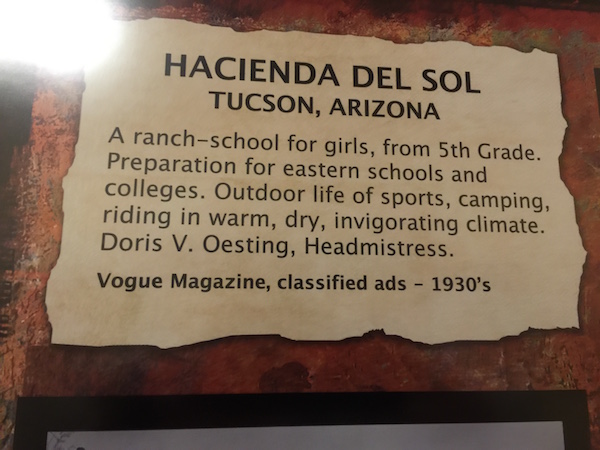 HACIENDA DEL SOL
TUCSON, ARIZONA
A ranch-school for girls, from 5th Grade.
Preparation for eastern schools and
colleges. Outdoor life of sports, camping,
riding in warm, dry, invigorating climate.
Doris V. Oesting, Headmistress.
Vogue Magazine, classified ads - 1930's